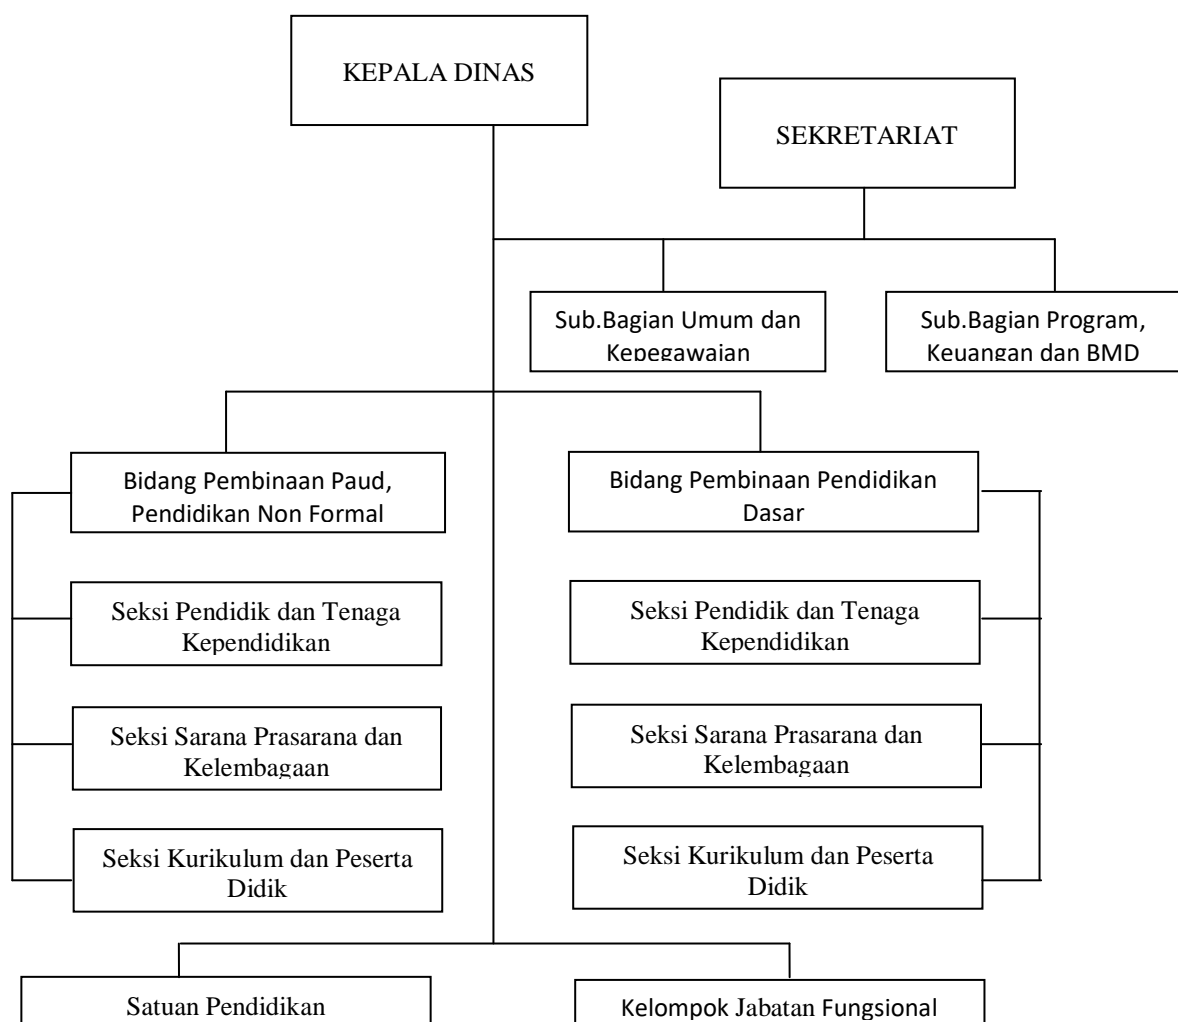 KEPALA DINAS
SEKRETARIAT
Sub.Bagian Umum dan
Kepegawaian
Sub.Bagian Program,
Keuangan dan BMD
Bidang Pembinaan Paud,
Pendidikan Non Formal
Bidang Pembinaan Pendidikan
Dasar
Seksi Pendidik dan Tenaga
Kependidikan
Seksi Pendidik dan Tenaga
Kependidikan
Seksi Sarana Prasarana dan
Kelembagaan
Seksi Sarana Prasarana dan
Kelembagaan
Seksi Kurikulum dan Peserta
Didik
Seksi Kurikulum dan Peserta
Didik
Satuan Pendidikan
Kelompok Jabatan Fungsional